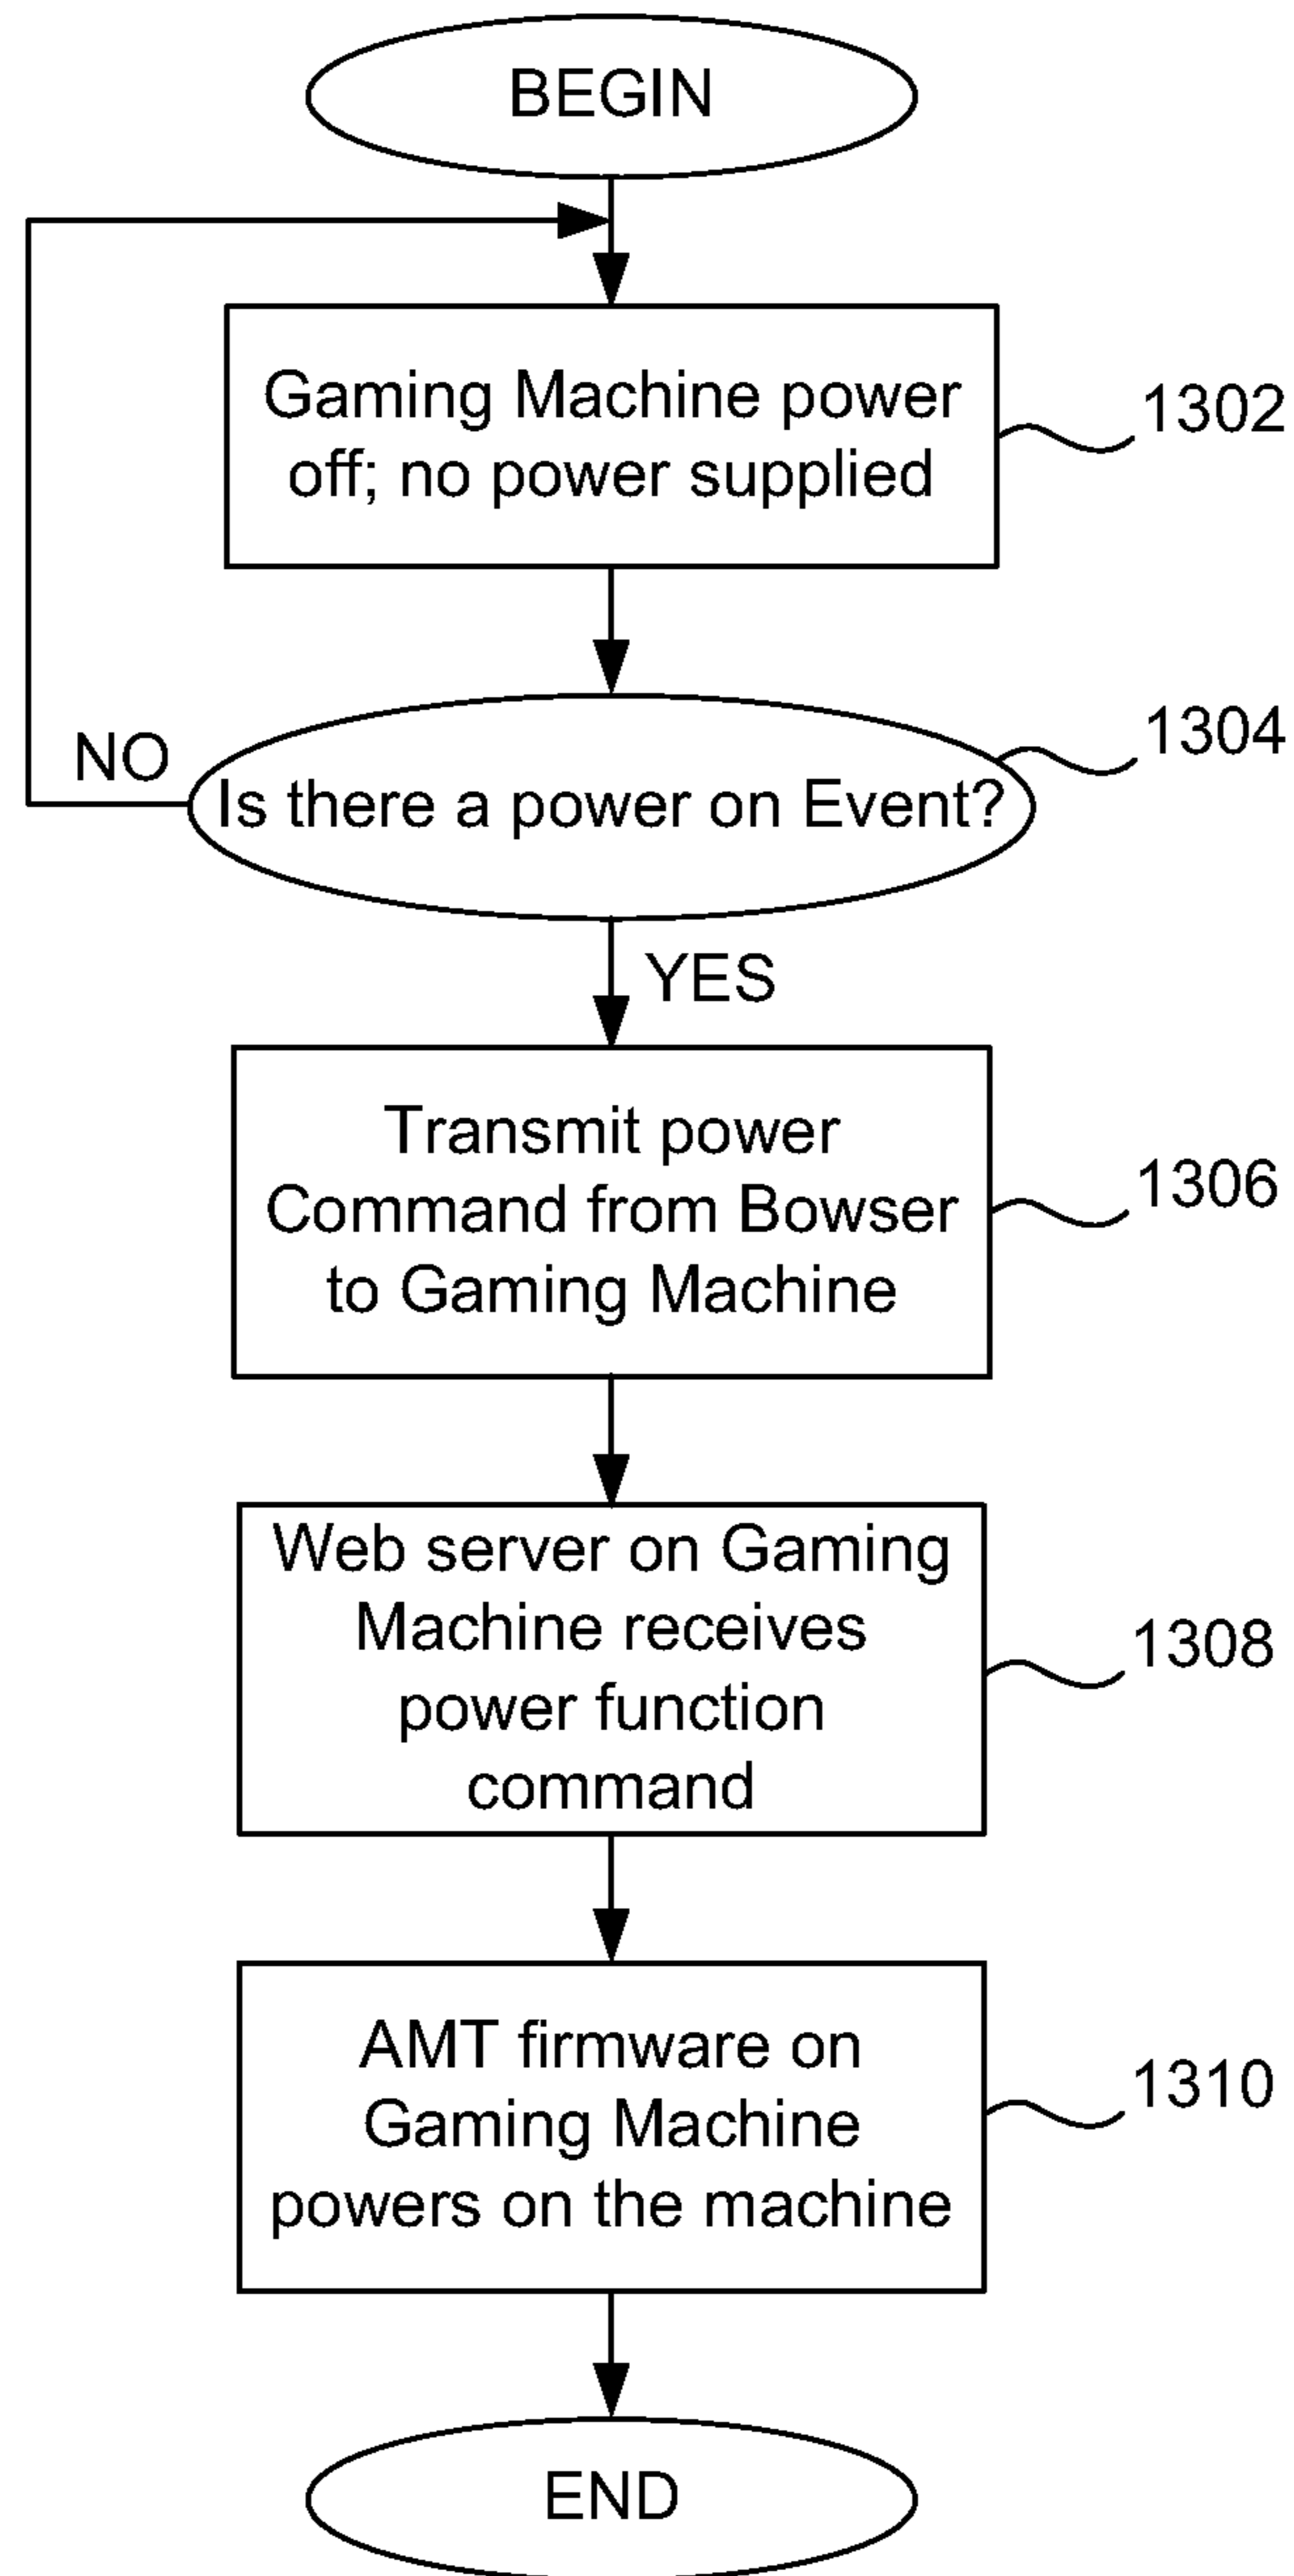 BEGIN
Gaming Machine power
off; no power supplied
1302
Is there a power on Event?
1304
NO
YES
Transmit power
Command from Bowser
to Gaming Machine
1306
Web server on Gaming
Machine receives
power function
command
1308
AMT firmware on
Gaming Machine
powers on the machine
1310
END